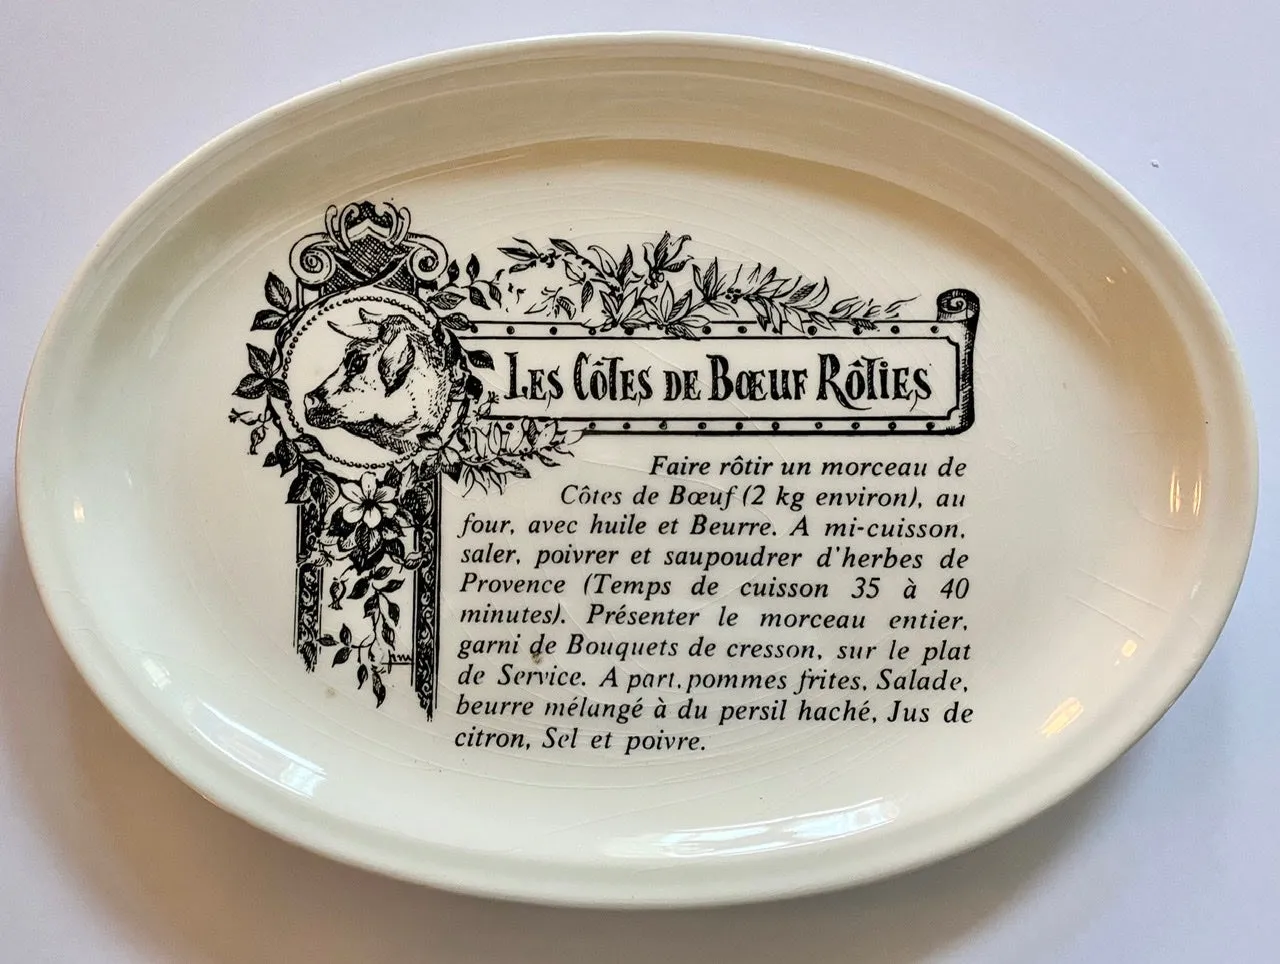 LES CÔTES DE BŒUF RÔTIES
Faire rôtir un morceau de
Côtes de Bœuf (2 kg environ), au
four, avec huile et Beurre. A mi-cuisson,
saler, poivrer et saupoudrer d'herbes de
Provence (Temps de cuisson 35 à 40
minutes). Présenter le morceau entier,
garni de Bouquets de cresson, sur le plat
de Service. A part, pommes frites, Salade,
beurre mélangé à du persil haché, Jus de
citron, Sel et poivre.